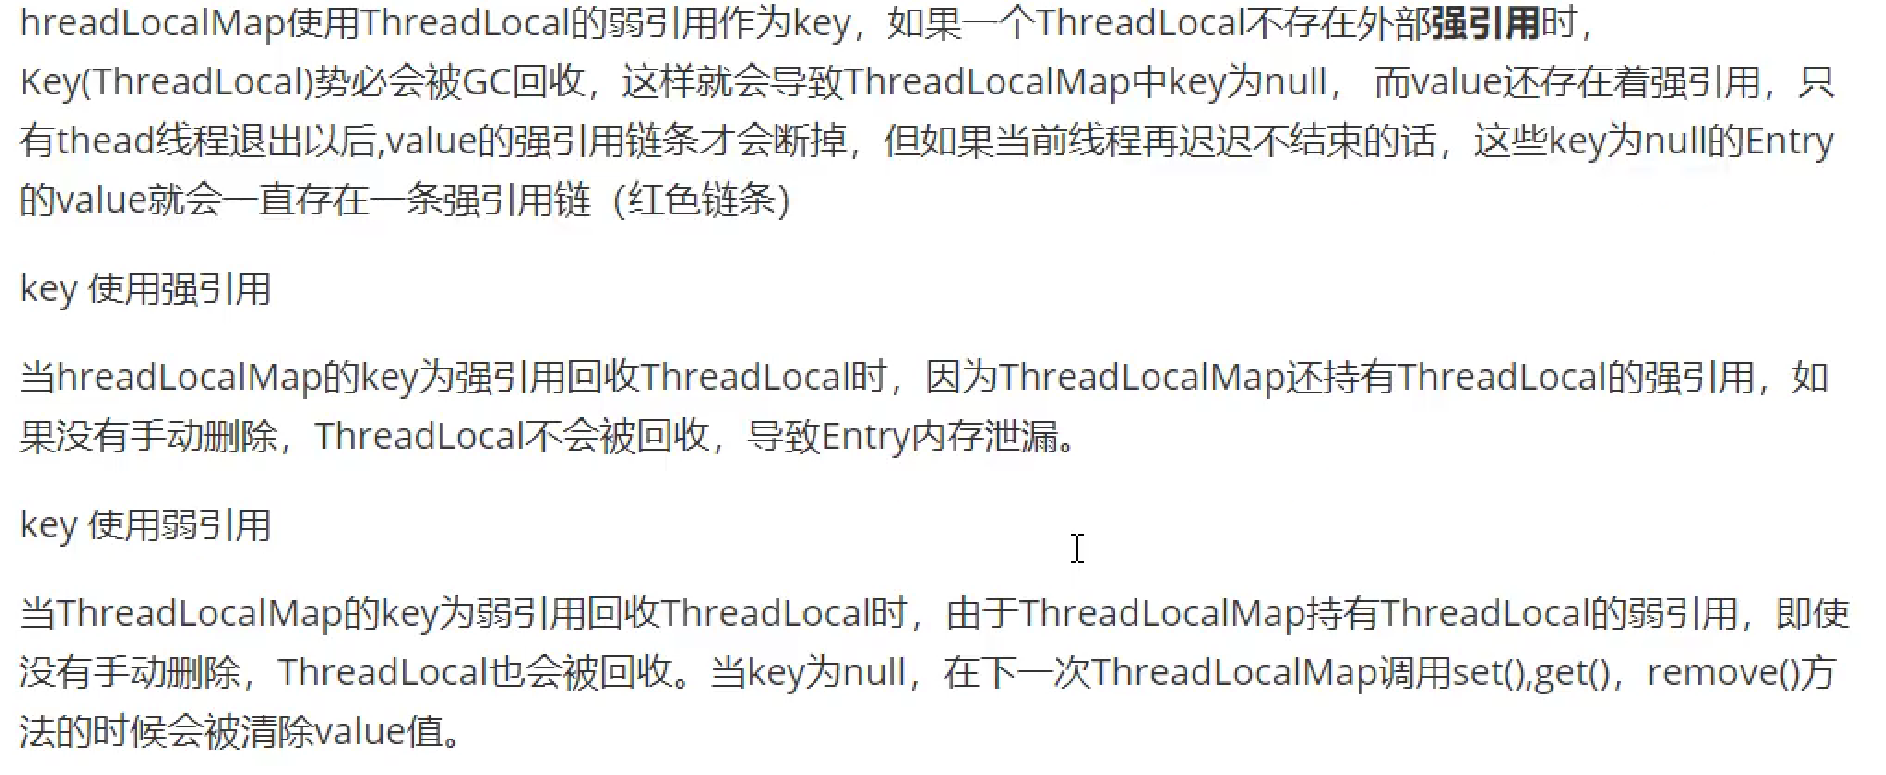 hreadLocalMap使用ThreadLocal的弱引用作为key，如果一个ThreadLocal不存在外部强引用时，
Key(ThreadLocal)势必会被GC回收，这样就会导致ThreadLocalMap中key为null， 而value还存在着强引用，只
有thead线程退出以后,value的强引用链条才会断掉，但如果当前线程再迟迟不结束的话，这些key为null的Entry
的value就会一直存在一条强引用链（红色链条）
key 使用强引用
当hreadLocalMap的key为强引用回收ThreadLocal时，因为ThreadLocalMap还持有ThreadLocal的强引用，如
果没有手动删除，ThreadLocal不会被回收，导致Entry内存泄漏。
key 使用弱引用
当ThreadLocalMap的key为弱引用回收ThreadLocal时，由于ThreadLocalMap持有ThreadLocal的弱引用，即使
没有手动删除，ThreadLocal也会被回收。当key为null，在下一次ThreadLocalMap调用set(),get()，remove()方
法的时候会被清除value值。